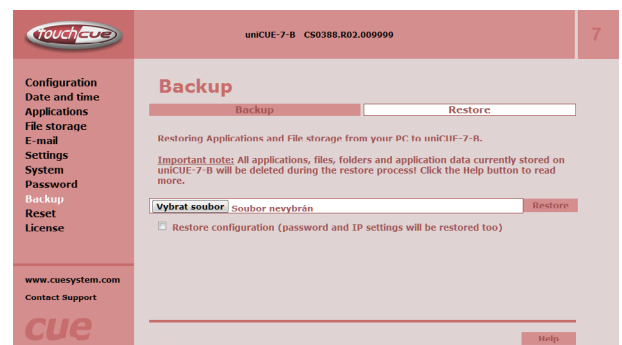 touchcue
uniCUE-7-B CS0388.R02.009999
7
Configuration
Date and time
Applications
File storage
E-mail
Settings
System
Password
Backup
Reset
License
www.cuesystem.com
Contact Support
cue
Backup
Backup Restore
Restoring Applications and File storage from your PC to uniCUE-7-B.
Important note: All applications, files, folders and application data currently stored on
uniCUE-7-B will be deleted during the restore process! Click the Help button to read
more.
Vybrat soubor Soubor nevybrán Restore
Restore configuration (password and IP settings will be restored too)
Help